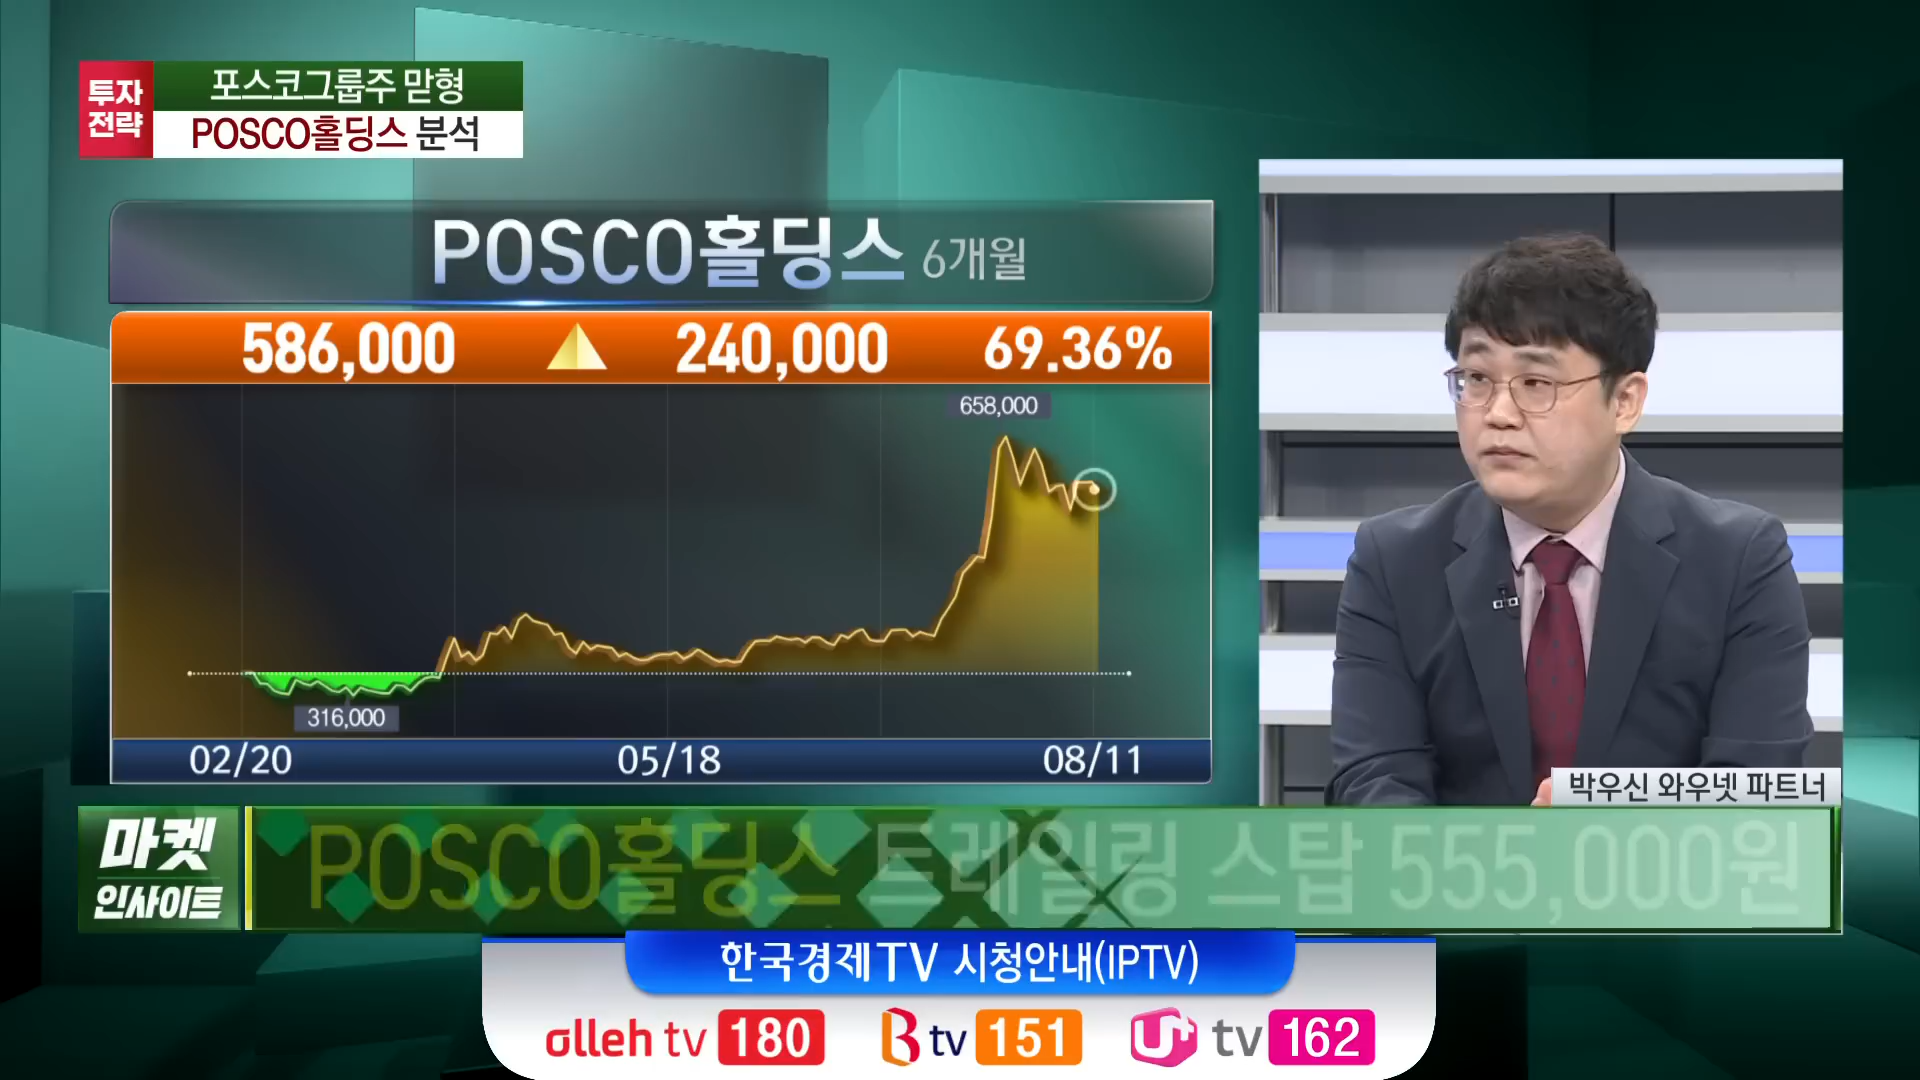 투자
전략
포스코그룹주 맏형
POSCO홀딩스 분석
POSCO홀딩스 6개월
586,000 240,000 69.36%
658,000
316,000
02/20 05/18 08/11
박우신 와우넷 파트너
마켓
인사이트
POSCO홀딩스 트레일링 스탑 555,000원
한국경제TV 시청안내(IPTV)
olleh tv 180 B tv 151 U+ tv 162